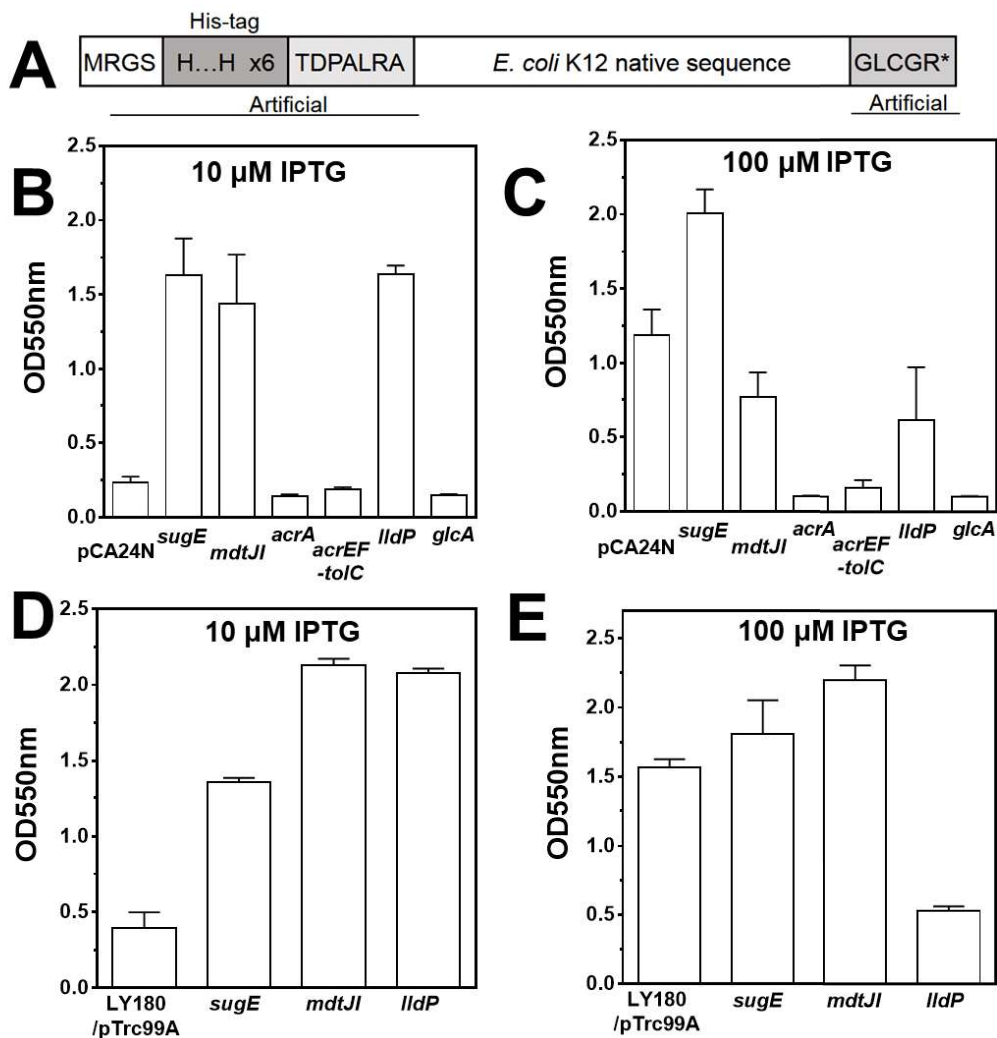 A
His-tag
MRGS H...H x6 TDPALRA E. coli K12 native sequence GLCGR*
Artificial Artificial
B
10 µM IPTG
OD550nm
2.5
2.0
1.5
1.0
0.5
0.0
pCA24N sugE mdtJI acrA acrEF -tolC lldP glcA
C
100 µM IPTG
OD550nm
2.5
2.0
1.5
1.0
0.5
0.0
pCA24N sugE mdtJI acrA acrEF -tolC lldP glcA
D
10 µM IPTG
OD550nm
2.5
2.0
1.5
1.0
0.5
0.0
LY180 /pTrc99A sugE mdtJI lldP
E
100 µM IPTG
OD550nm
2.5
2.0
1.5
1.0
0.5
0.0
LY180 /pTrc99A sugE mdtJI lldP